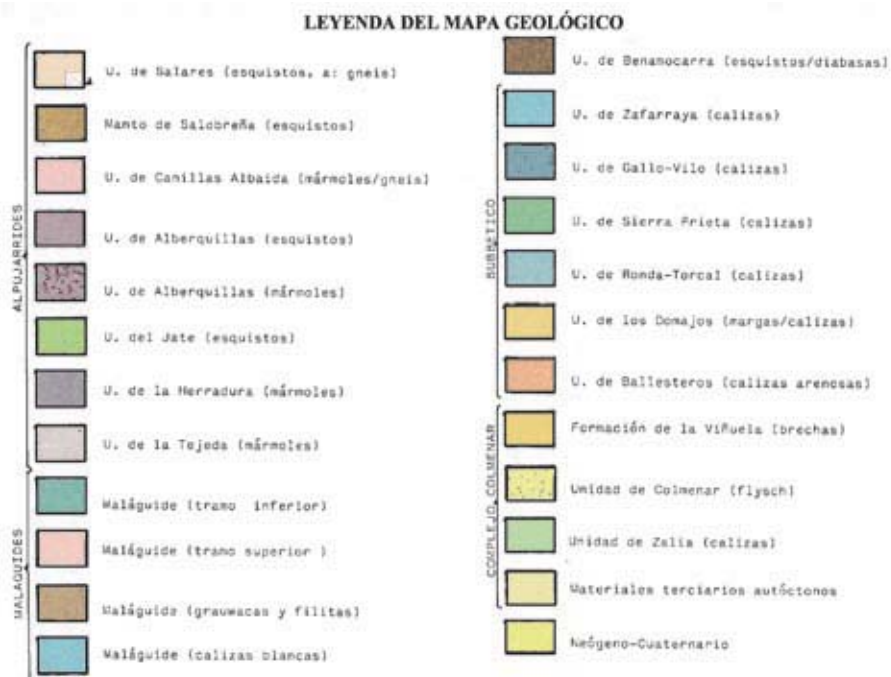 LEYENDA DEL MAPA GEOLÓGICO
ALPUJARRIDES
U. de Salares (esquistos, a: gneis)
Manto de Salobreña (esquistos)
U. de Canillas Albaida (mármoles/gneis)
U. de Alberquillas (esquistos)
U. de Alberquillas (mármoles)
U. del Jate (esquistos)
U. de la Herradura (mármoles)
U. de la Tejeda (mármoles)
MALAGUIDES
Maláguide (tramo inferior)
Maláguide (tramo superior )
Maláguide (grauwacas y filitas)
Maláguide (calizas blancas)
U. de Benamocarra (esquistos/diabasas)
SUBBETICO
U. de Zafarraya (calizas)
U. de Gallo-Vilo (calizas)
U. de Sierra Prieta (calizas)
U. de Ronda-Torcal (calizas)
U. de los Domajos (margas/calizas)
U. de Ballesteros (calizas arenosas)
COMPLEJO COLMENAR
Formación de la Viñuela (brechas)
Unidad de Colmenar (flysch)
Unidad de Zalia (calizas)
Materiales terciarios autóctonos
Neógeno-Cuaternario